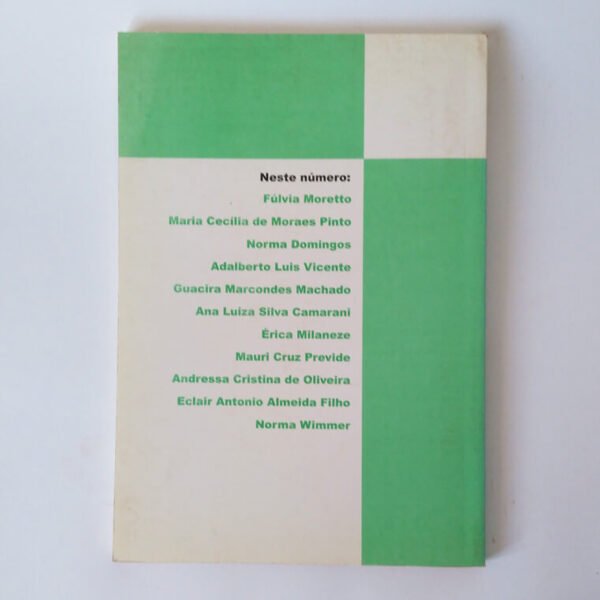 Neste número:
Fúlvia Moretto
Maria Cecília de Moraes Pinto
Norma Domingos
Adalberto Luis Vicente
Guacira Marcondes Machado
Ana Luiza Silva Camarani
Érica Milaneze
Mauri Cruz Previde
Andressa Cristina de Oliveira
Eclair Antonio Almeida Filho
Norma Wimmer